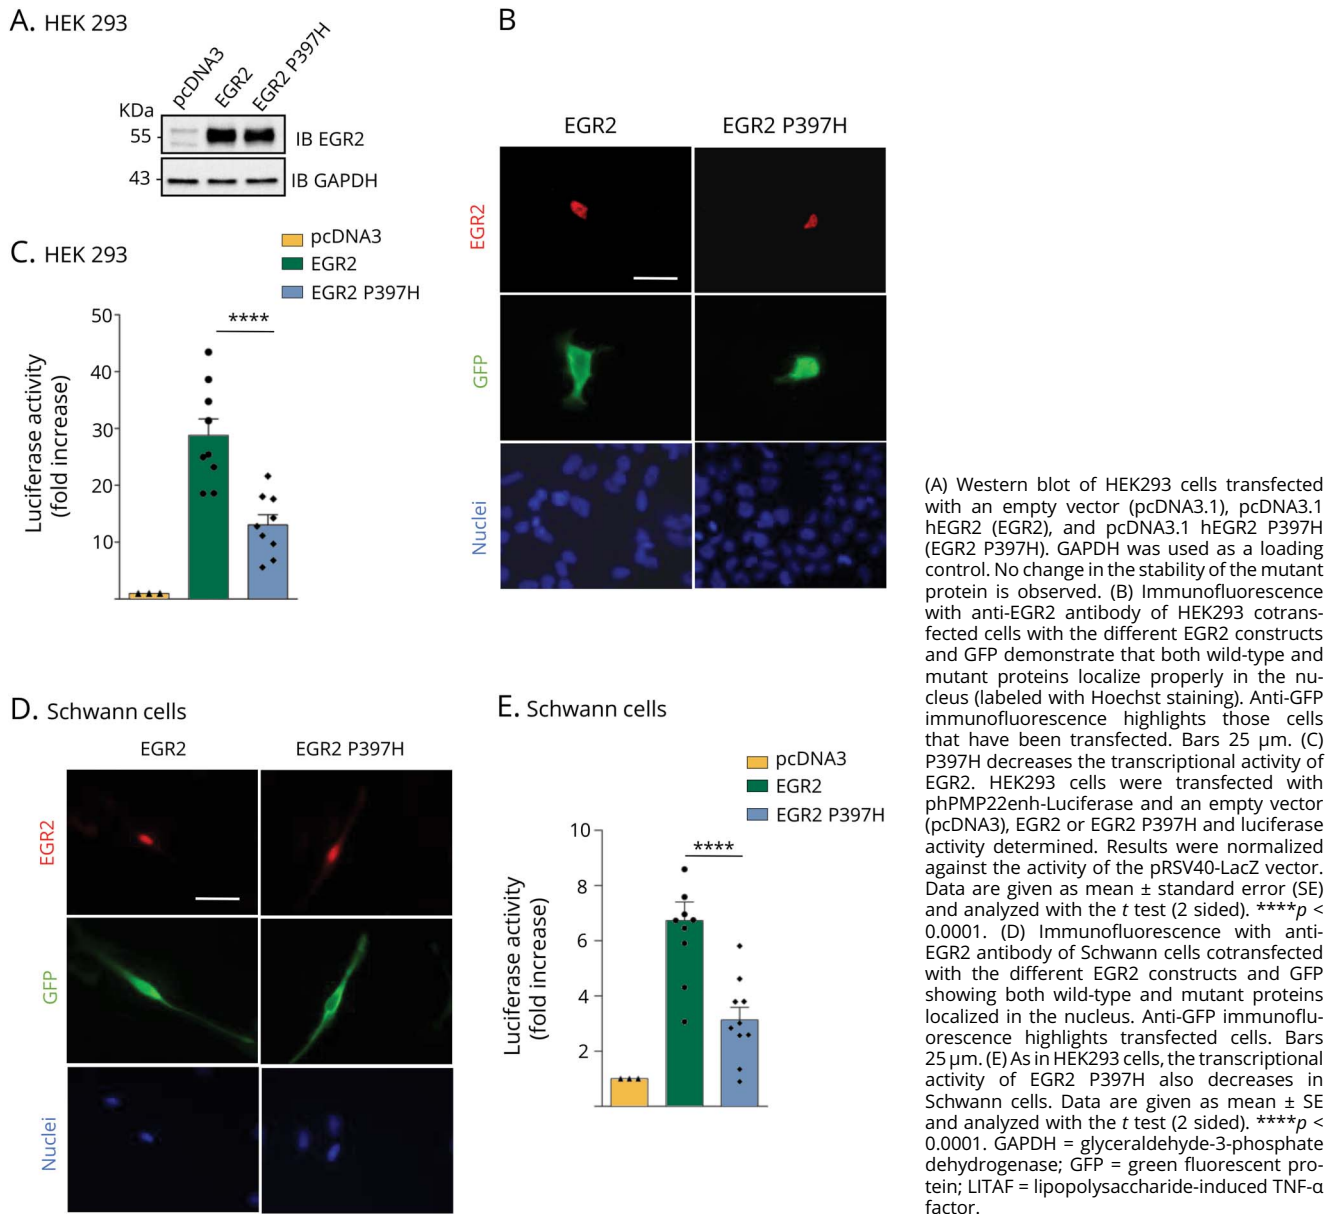 A. HEK 293
pcDNA3
EGR2
EGR2 P397H
KDa
55
IB EGR2
43
IB GAPDH
B
EGR2
EGR2 P397H
EGR2
GFP
Nuclei
C. HEK 293
pcDNA3
EGR2
EGR2 P397H
Luciferase activity
(fold increase)
50
40
30
20
10
****
D. Schwann cells
EGR2
EGR2 P397H
EGR2
GFP
Nuclei
E. Schwann cells
pcDNA3
EGR2
EGR2 P397H
Luciferase activity
(fold increase)
10
8
6
4
2
****
(A) Western blot of HEK293 cells transfected
with an empty vector (pcDNA3.1), pcDNA3.1
hEGR2 (EGR2), and pcDNA3.1 hEGR2 P397H
(EGR2 P397H). GAPDH was used as a loading
control. No change in the stability of the mutant
protein is observed. (B) Immunofluorescence
with anti-EGR2 antibody of HEK293 cotrans-
fected cells with the different EGR2 constructs
and GFP demonstrate that both wild-type and
mutant proteins localize properly in the nu-
cleus (labeled with Hoechst staining). Anti-GFP
immunofluorescence highlights those cells
that have been transfected. Bars 25 μm. (C)
P397H decreases the transcriptional activity of
EGR2. HEK293 cells were transfected with
phPMP22enh-Luciferase and an empty vector
(pcDNA3), EGR2 or EGR2 P397H and luciferase
activity determined. Results were normalized
against the activity of the pRSV40-LacZ vector.
Data are given as mean ± standard error (SE)
and analyzed with the t test (2 sided). ****p <
0.0001. (D) Immunofluorescence with anti-
EGR2 antibody of Schwann cells cotransfected
with the different EGR2 constructs and GFP
showing both wild-type and mutant proteins
localized in the nucleus. Anti-GFP immunoflu-
orescence highlights transfected cells. Bars
25 μm. (E) As in HEK293 cells, the transcriptional
activity of EGR2 P397H also decreases in
Schwann cells. Data are given as mean ± SE
and analyzed with the t test (2 sided). ****p <
0.0001. GAPDH = glyceraldehyde-3-phosphate
dehydrogenase; GFP = green fluorescent pro-
tein; LITAF = lipopolysaccharide-induced TNF-α
factor.